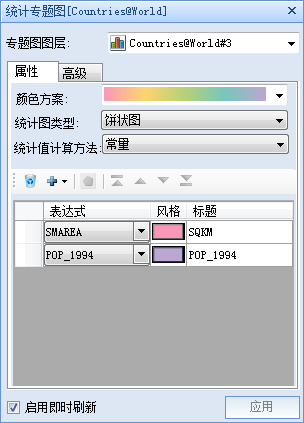 统计专题图[Countries@World]
专题图图层: Countries@World#3
属性 高级
颜色方案:
统计图类型: 饼状图
统计值计算方法: 常量
表达式 风格 标题
SMAREA SQKM
POP_1994 POP_1994
启用即时刷新 应用